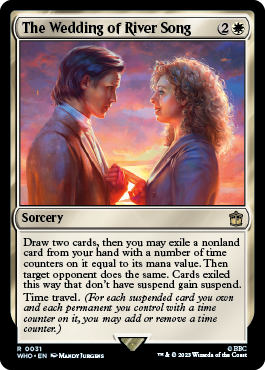 The Wedding of River Song 2
Sorcery
Draw two cards, then you may exile a nonland
card from your hand with a number of time
counters on it equal to its mana value. Then
target opponent does the same. Cards exiled
this way that don't have suspend gain suspend.
Time travel. (For each suspended card you own
and each permanent you control with a time
counter on it, you may add or remove a time
counter.)
R 0031
WHO • EN MANDY JURGENS
© BBC
™ & © 2023 Wizards of the Coast